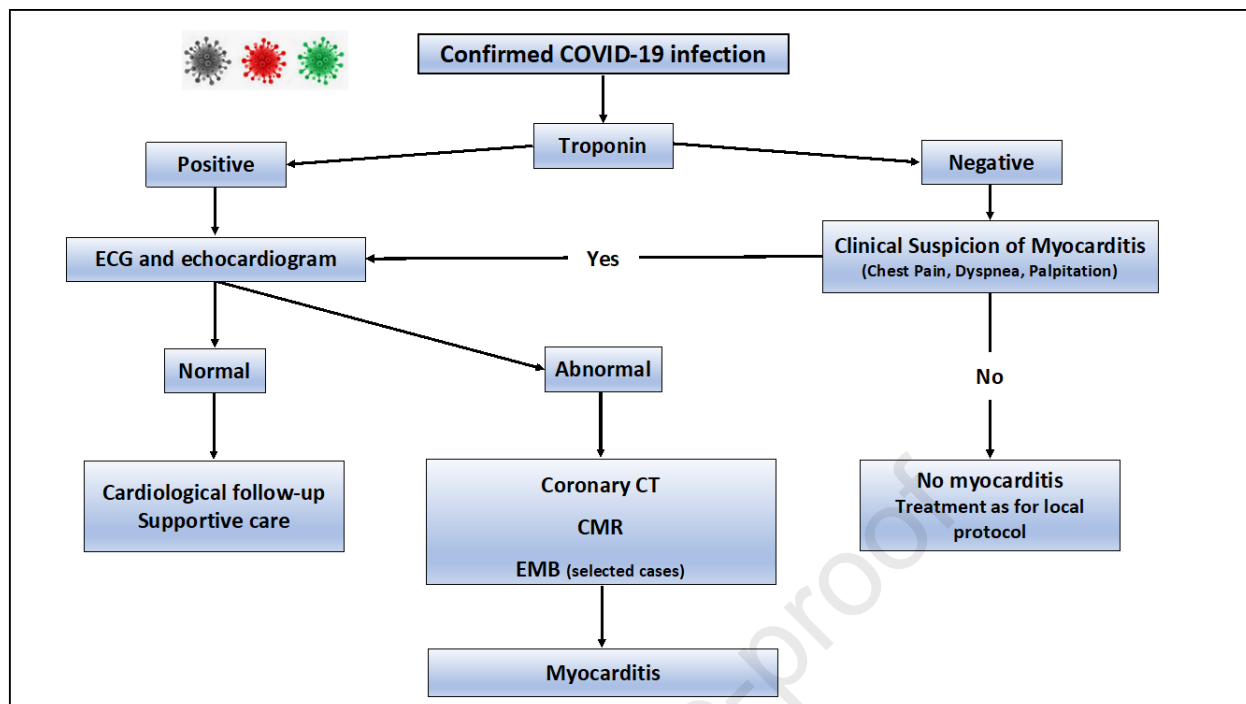 Confirmed COVID-19 infection
Troponin
Positive
Negative
ECG and echocardiogram
Yes
Clinical Suspicion of Myocarditis
(Chest Pain, Dyspnea, Palpitation)
Normal
Abnormal
No
Cardiological follow-up
Supportive care
Coronary CT
CMR
EMB (selected cases)
No myocarditis
Treatment as for local
protocol
Myocarditis
-proof